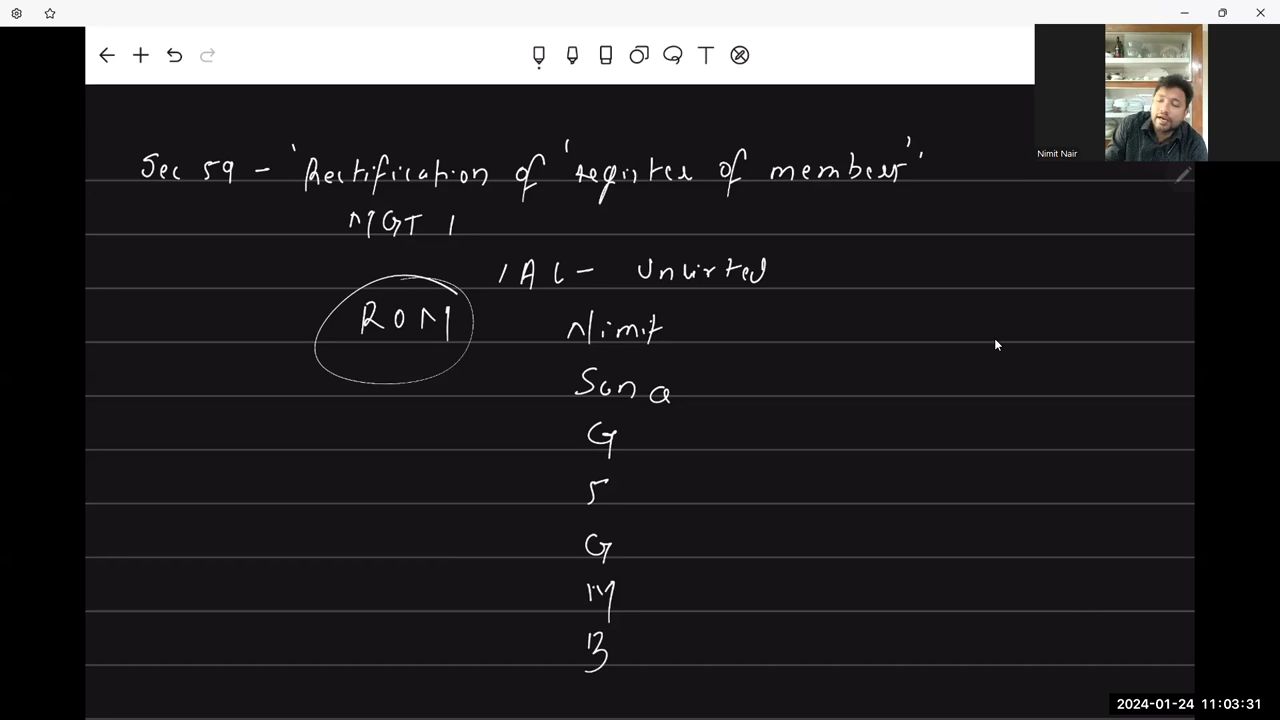 Nimit Nair
Sec 59 - 'Rectification of 'register of members' '
MGT 1
IAL - Unlisted
ROM
Nimit
Sona
G
S
G
M
B
2024-01-24 11:03:31